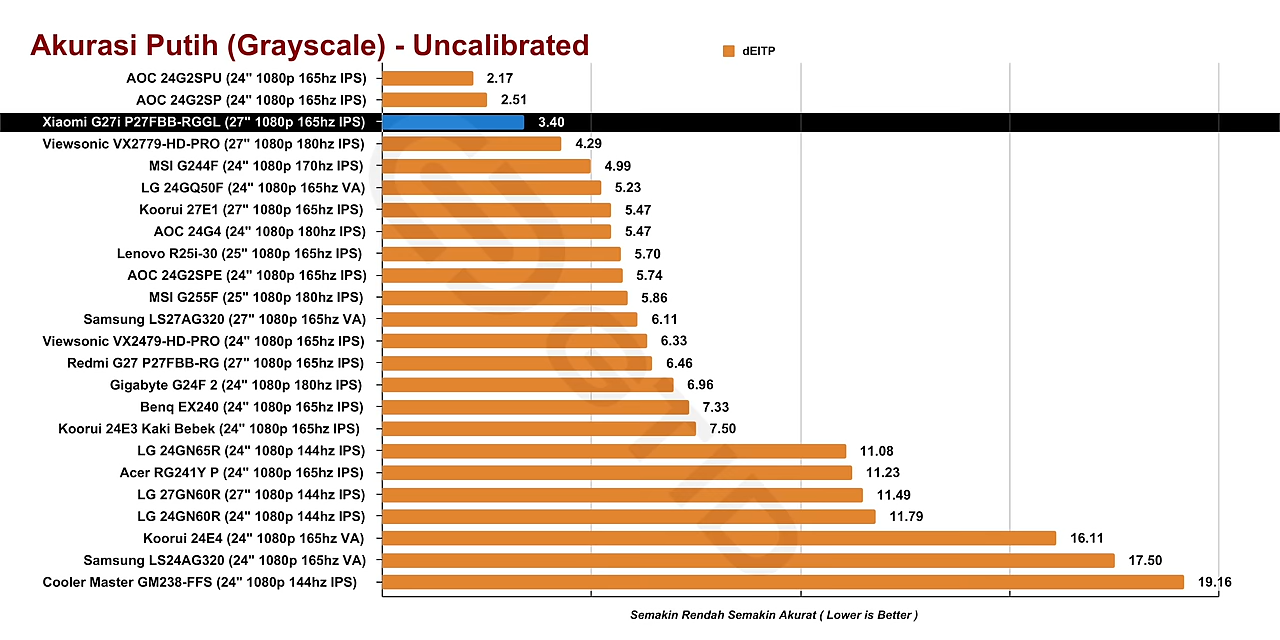 Akurasi Putih (Grayscale) - Uncalibrated
dEITP
AOC 24G2SPU (24" 1080p 165hz IPS) 2.17
AOC 24G2SP (24" 1080p 165hz IPS) 2.51
Xiaomi G27i P27FBB-RGGL (27" 1080p 165hz IPS) 3.40
Viewsonic VX2779-HD-PRO (27" 1080p 180hz IPS) 4.29
MSI G244F (24" 1080p 170hz IPS) 4.99
LG 24GQ50F (24" 1080p 165hz VA) 5.23
Koorui 27E1 (27" 1080p 165hz IPS) 5.47
AOC 24G4 (24" 1080p 180hz IPS) 5.47
Lenovo R25i-30 (25" 1080p 165hz IPS) 5.70
AOC 24G2SPE (24" 1080p 165hz IPS) 5.74
MSI G255F (25" 1080p 180hz IPS) 5.86
Samsung LS27AG320 (27" 1080p 165hz VA) 6.11
Viewsonic VX2479-HD-PRO (24" 1080p 165hz IPS) 6.33
Redmi G27 P27FBB-RG (27" 1080p 165hz IPS) 6.46
Gigabyte G24F 2 (24" 1080p 180hz IPS) 6.96
Benq EX240 (24" 1080p 165hz IPS) 7.33
Koorui 24E3 Kaki Bebek (24" 1080p 165hz IPS) 7.50
LG 24GN65R (24" 1080p 144hz IPS) 11.08
Acer RG241Y P (24" 1080p 165hz IPS) 11.23
LG 27GN60R (27" 1080p 144hz IPS) 11.49
LG 24GN60R (24" 1080p 144hz IPS) 11.79
Koorui 24E4 (24" 1080p 165hz VA) 16.11
Samsung LS24AG320 (24" 1080p 165hz VA) 17.50
Cooler Master GM238-FFS (24" 1080p 144hz IPS) 19.16
Semakin Rendah Semakin Akurat ( Lower is Better )